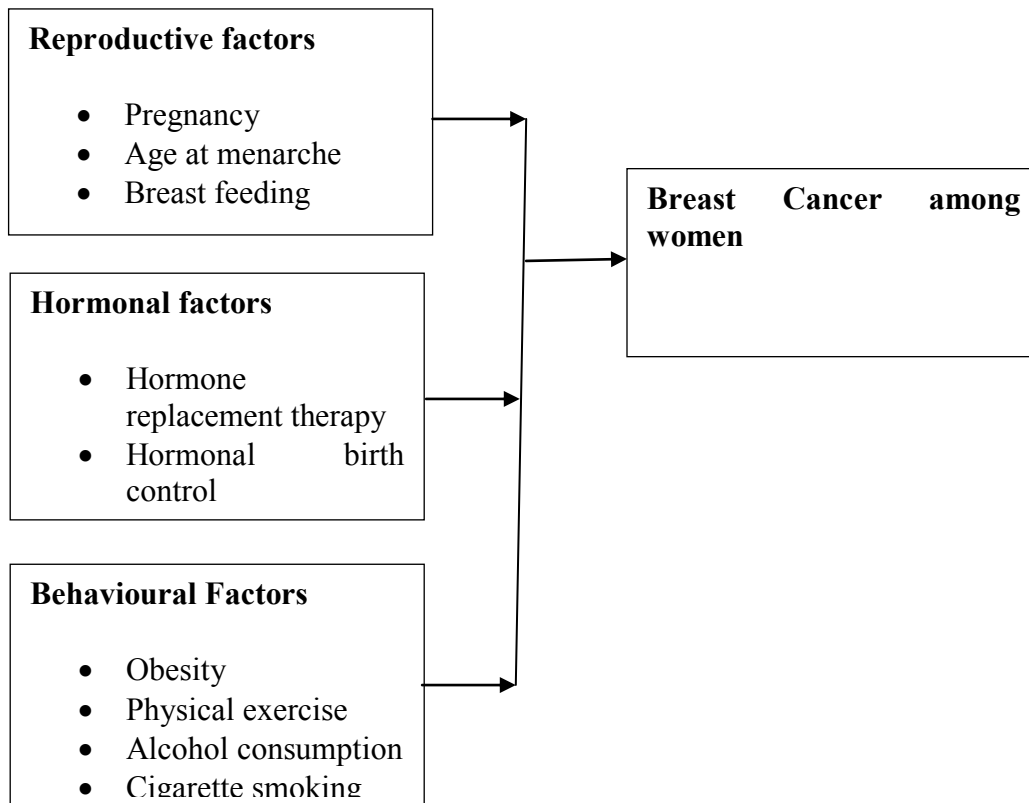 Reproductive factors
• Pregnancy
• Age at menarche
• Breast feeding
Breast Cancer among
women
Hormonal factors
• Hormone
replacement therapy
• Hormonal birth
control
Behavioural Factors
• Obesity
• Physical exercise
• Alcohol consumption
• Cigarette smoking